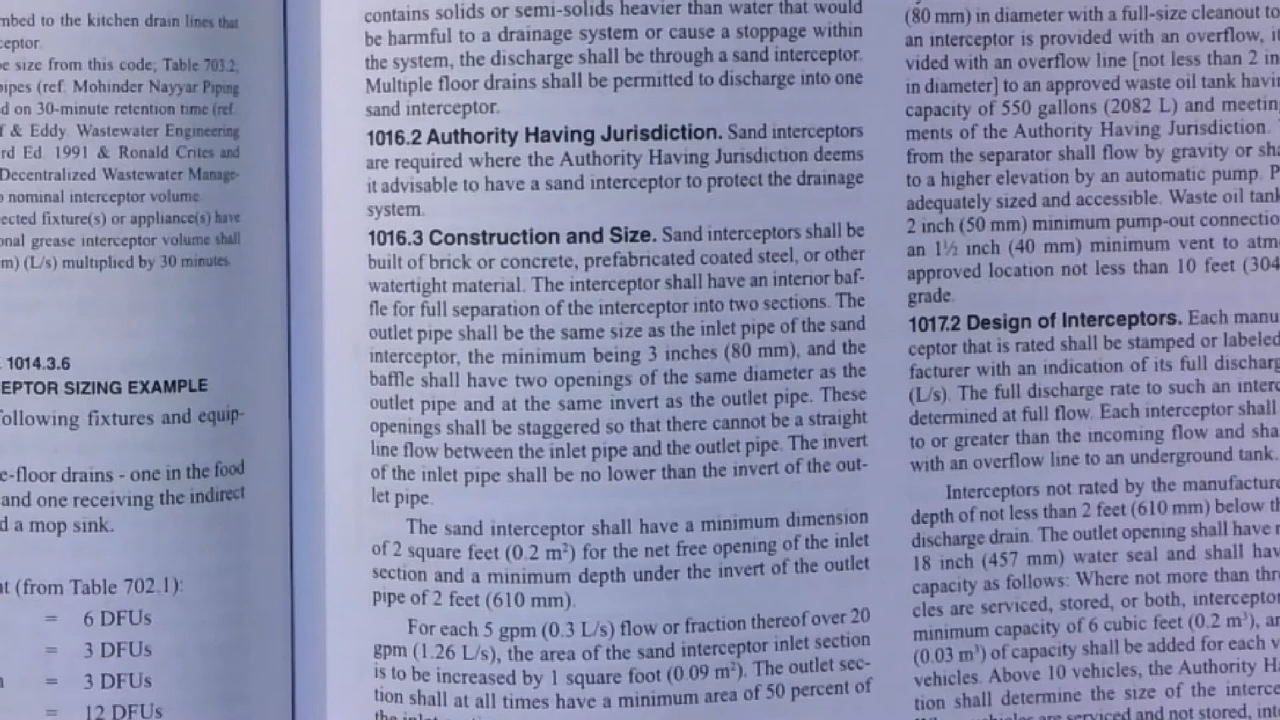 mbed to the kitchen drain lines that
ceptor.
e size from this code, Table 703.2,
pipes (ref. Mohinder Nayyar Piping
d on 30-minute retention time (ref.
f & Eddy. Wastewater Engineering
rd Ed. 1991 & Ronald Crites and
Decentralized Wastewater Manage-
nominal interceptor volume.
ected fixture(s) or appliance(s) have
onal grease interceptor volume shall
m) (L/s) multiplied by 30 minutes.
1014.3.6
EPTOR SIZING EXAMPLE
ollowing fixtures and equip-
e-floor drains - one in the food
and one receiving the indirect
d a mop sink.
t (from Table 702.1):
= 6 DFUs
= 3 DFUs
= 3 DFUs
= 12 DFUs
contains solids or semi-solids heavier than water that would
be harmful to a drainage system or cause a stoppage within
the system, the discharge shall be through a sand interceptor.
Multiple floor drains shall be permitted to discharge into one
sand interceptor.
1016.2 Authority Having Jurisdiction. Sand interceptors
are required where the Authority Having Jurisdiction deems
it advisable to have a sand interceptor to protect the drainage
system.
1016.3 Construction and Size. Sand interceptors shall be
built of brick or concrete, prefabricated coated steel, or other
watertight material. The interceptor shall have an interior baf-
fle for full separation of the interceptor into two sections. The
outlet pipe shall be the same size as the inlet pipe of the sand
interceptor, the minimum being 3 inches (80 mm), and the
baffle shall have two openings of the same diameter as the
outlet pipe and at the same invert as the outlet pipe. These
openings shall be staggered so that there cannot be a straight
line flow between the inlet pipe and the outlet pipe. The invert
of the inlet pipe shall be no lower than the invert of the out-
let pipe.
The sand interceptor shall have a minimum dimension
of 2 square feet (0.2 m²) for the net free opening of the inlet
section and a minimum depth under the invert of the outlet
pipe of 2 feet (610 mm).
For each 5 gpm (0.3 L/s) flow or fraction thereof over 20
gpm (1.26 L/s), the area of the sand interceptor inlet section
is to be increased by 1 square foot (0.09 m²). The outlet sec-
tion shall at all times have a minimum area of 50 percent of
the inlet
(80 mm) in diameter with a full-size cleanout to
an interceptor is provided with an overflow, it
vided with an overflow line [not less than 2 in
in diameter] to an approved waste oil tank havi
capacity of 550 gallons (2082 L) and meeting
ments of the Authority Having Jurisdiction.
from the separator shall flow by gravity or sha
to a higher elevation by an automatic pump. P
adequately sized and accessible. Waste oil tank
2 inch (50 mm) minimum pump-out connectio
an 1½ inch (40 mm) minimum vent to atm
approved location not less than 10 feet (304
grade.
1017.2 Design of Interceptors. Each manu
ceptor that is rated shall be stamped or labeled
facturer with an indication of its full discharg
(L/s). The full discharge rate to such an interc
determined at full flow. Each interceptor shall
to or greater than the incoming flow and sha
with an overflow line to an underground tank.
Interceptors not rated by the manufacture
depth of not less than 2 feet (610 mm) below th
discharge drain. The outlet opening shall have
18 inch (457 mm) water seal and shall hav
capacity as follows: Where not more than thr
cles are serviced, stored, or both, interceptor
minimum capacity of 6 cubic feet (0.2 m³), an
(0.03 m³) of capacity shall be added for each v
vehicles. Above 10 vehicles, the Authority Ha
tion shall determine the size of the interce
are serviced and not stored, int